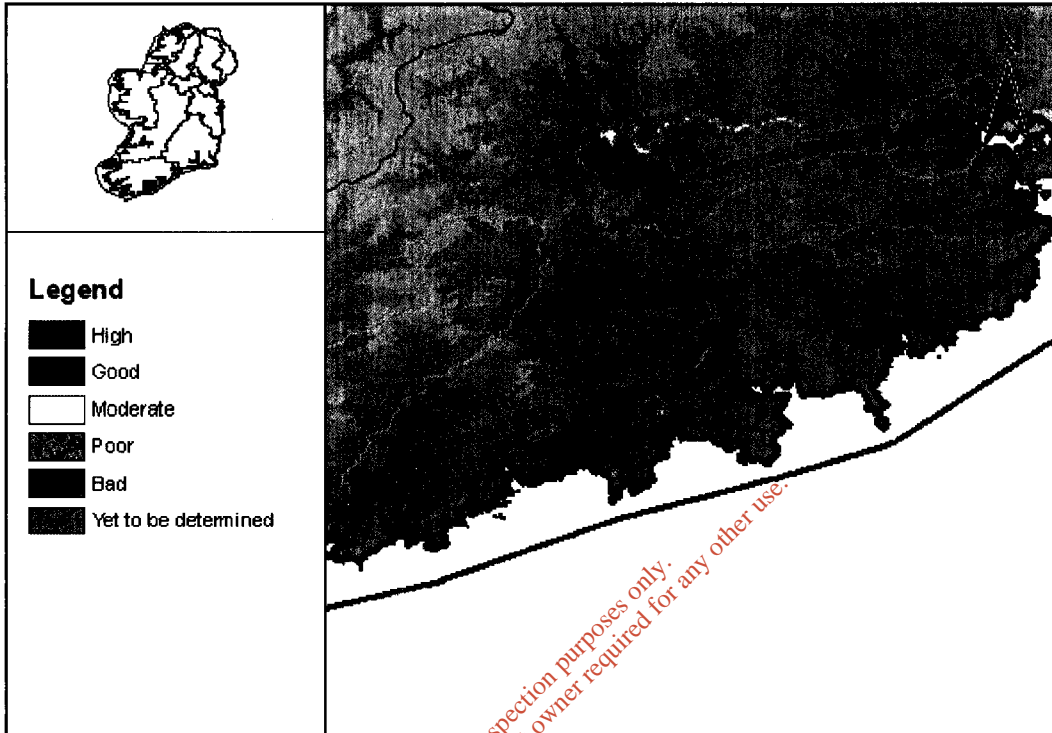 Legend
High
Good
Moderate
Poor
Bad
Yet to be determined
spection purposes only.
owner required for any other use.